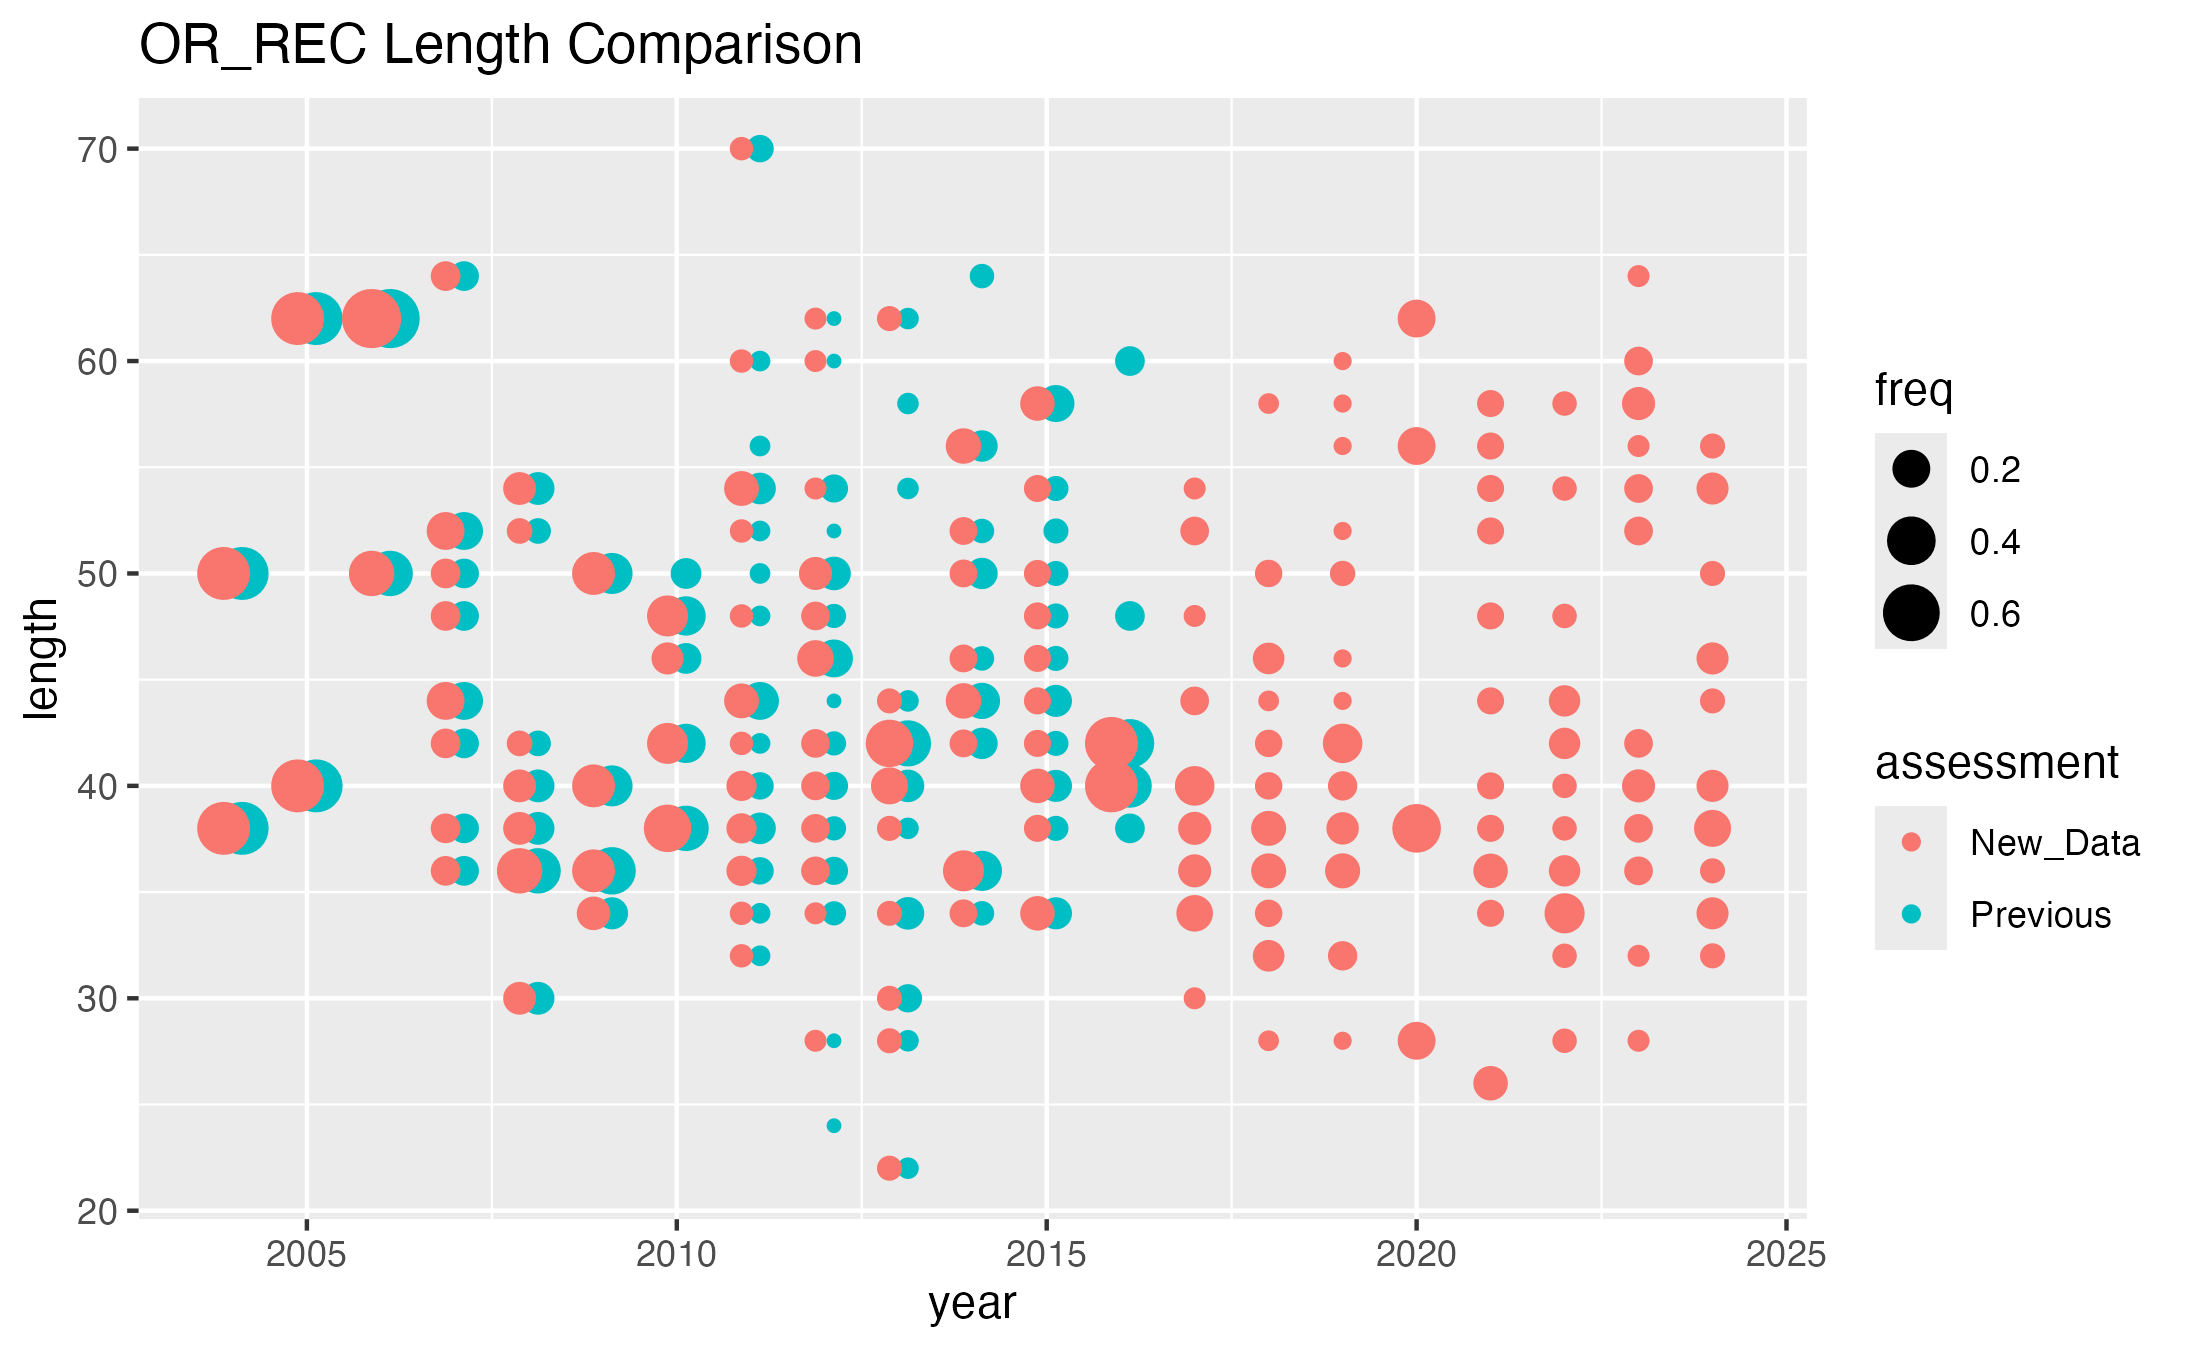 OR_REC Length Comparison
70
60
50
40
30
20
length
2005
2010
2015
2020
2025
year
freq
0.2
0.4
0.6
assessment
New_Data
Previous